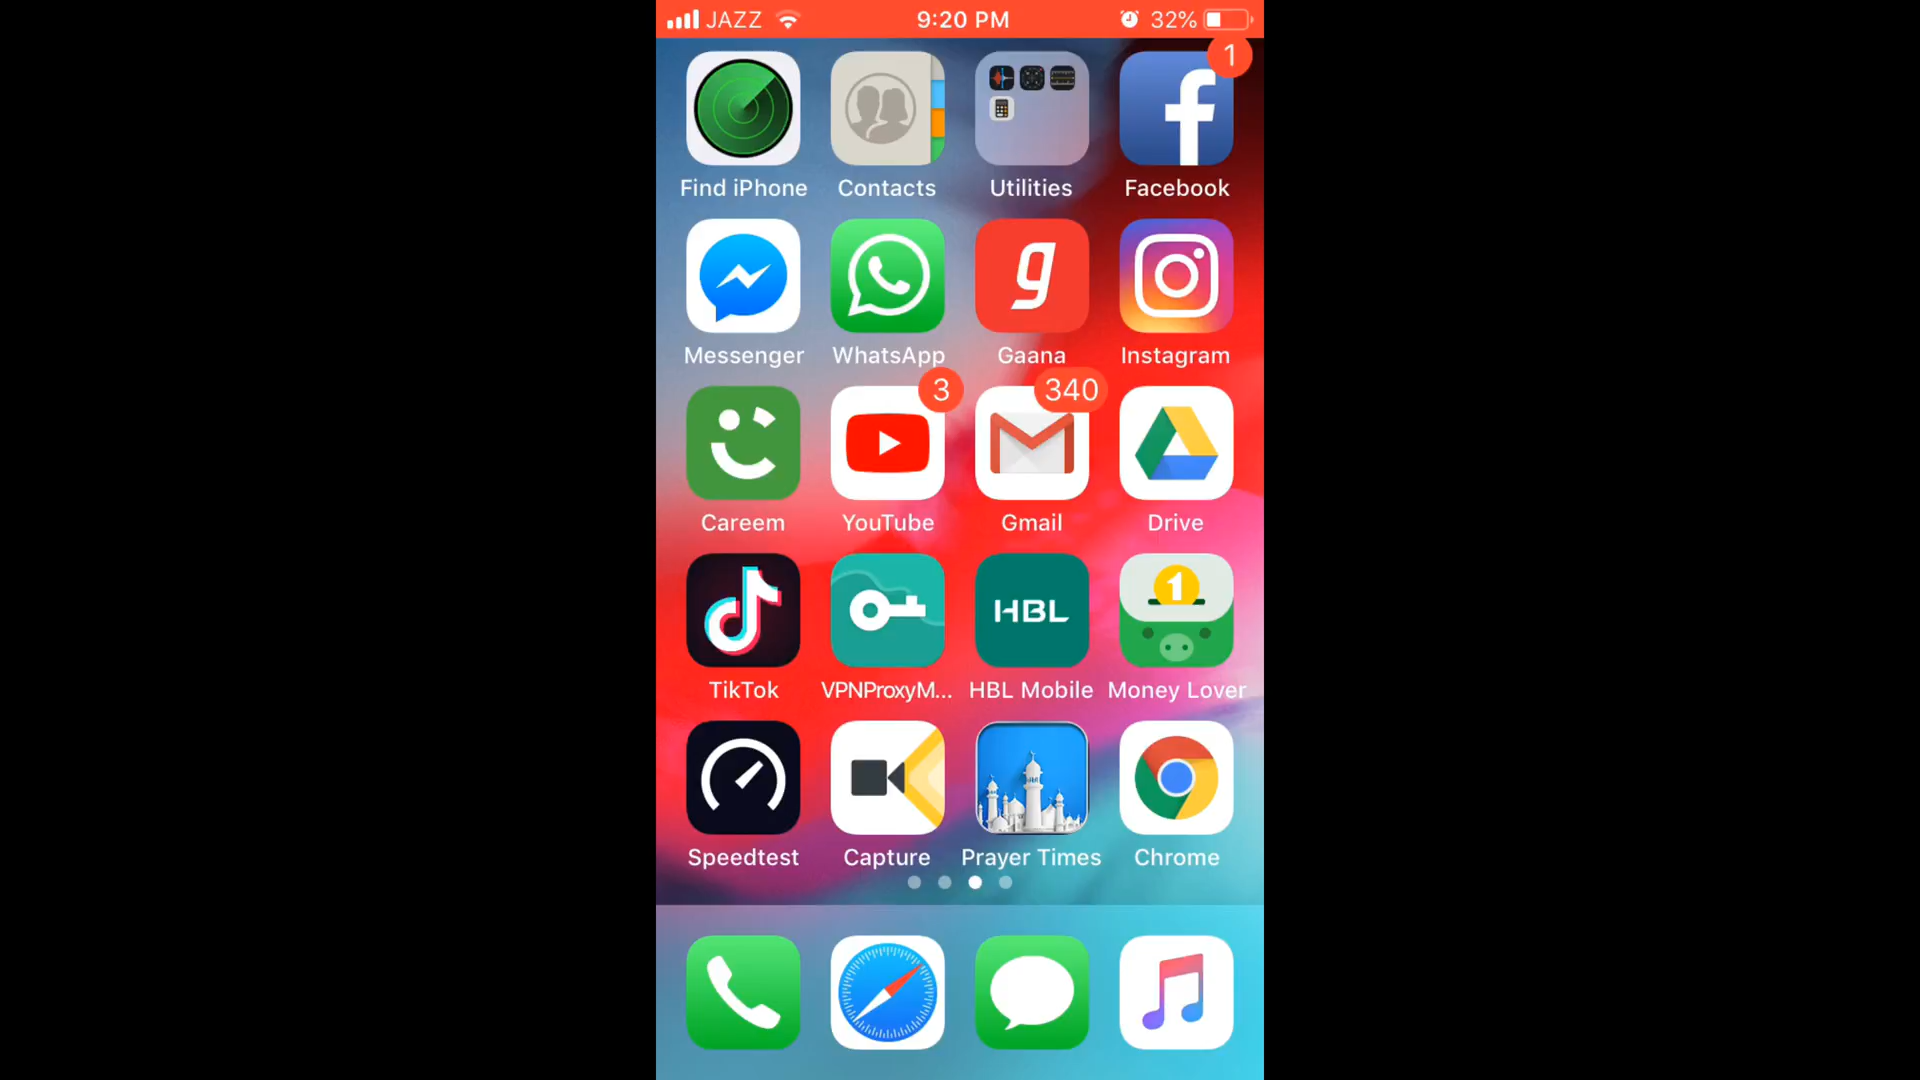 JAZZ 9:20 PM 32%
1
Find iPhone Contacts Utilities Facebook
g
Messenger WhatsApp Gaana Instagram
3 340
Careem YouTube Gmail Drive
HBL 1
TikTok VPNProxyM... HBL Mobile Money Lover
Speedtest Capture Prayer Times Chrome